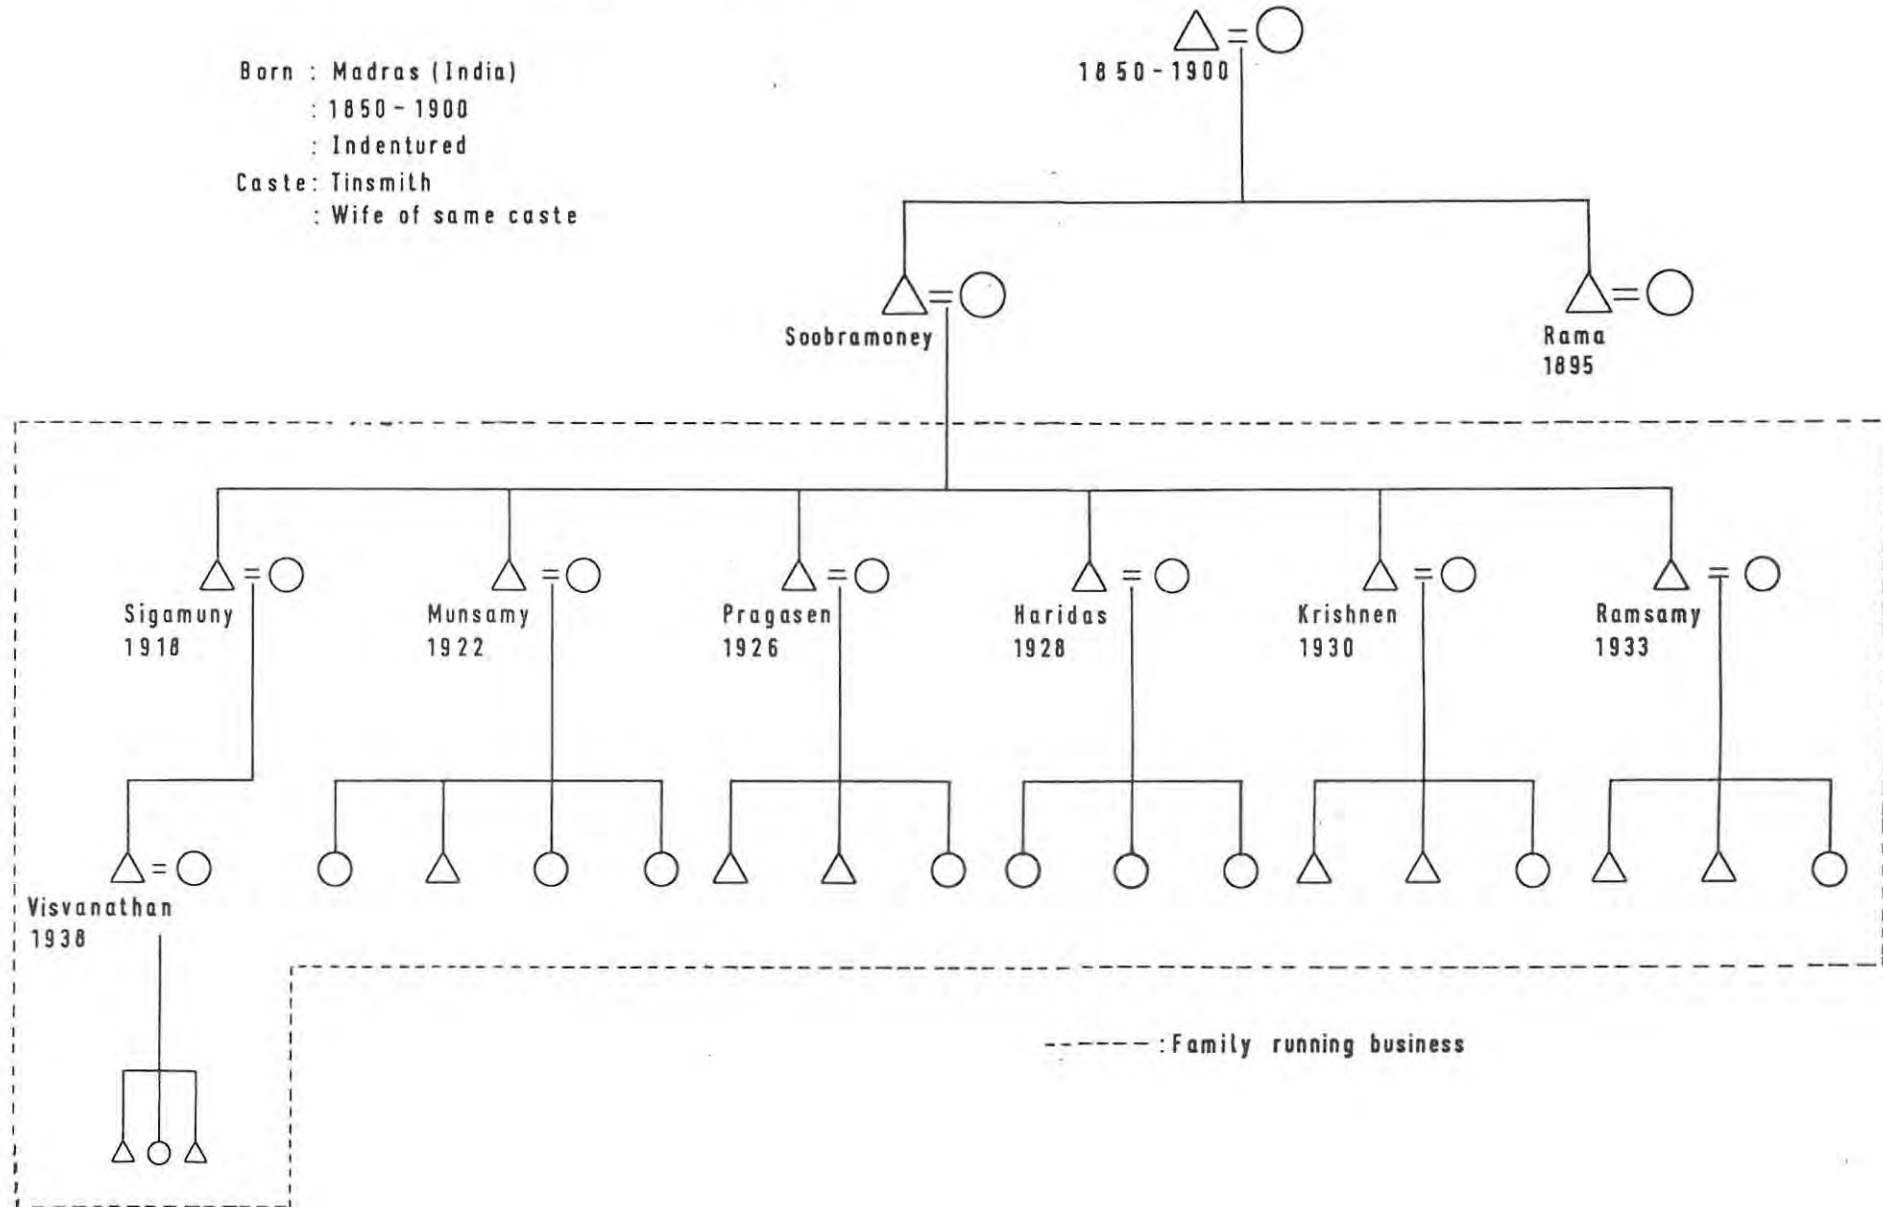 Born : Madras (India)
: 1850 - 1900
: Indentured
Caste: Tinsmith
: Wife of same caste
1850-1900
Soobramoney
Rama
1895
Sigamuny
1918
Munsamy
1922
Pragasen
1926
Haridas
1928
Krishnen
1930
Ramsamy
1933
Visvanathan
1938
------ : Family running business